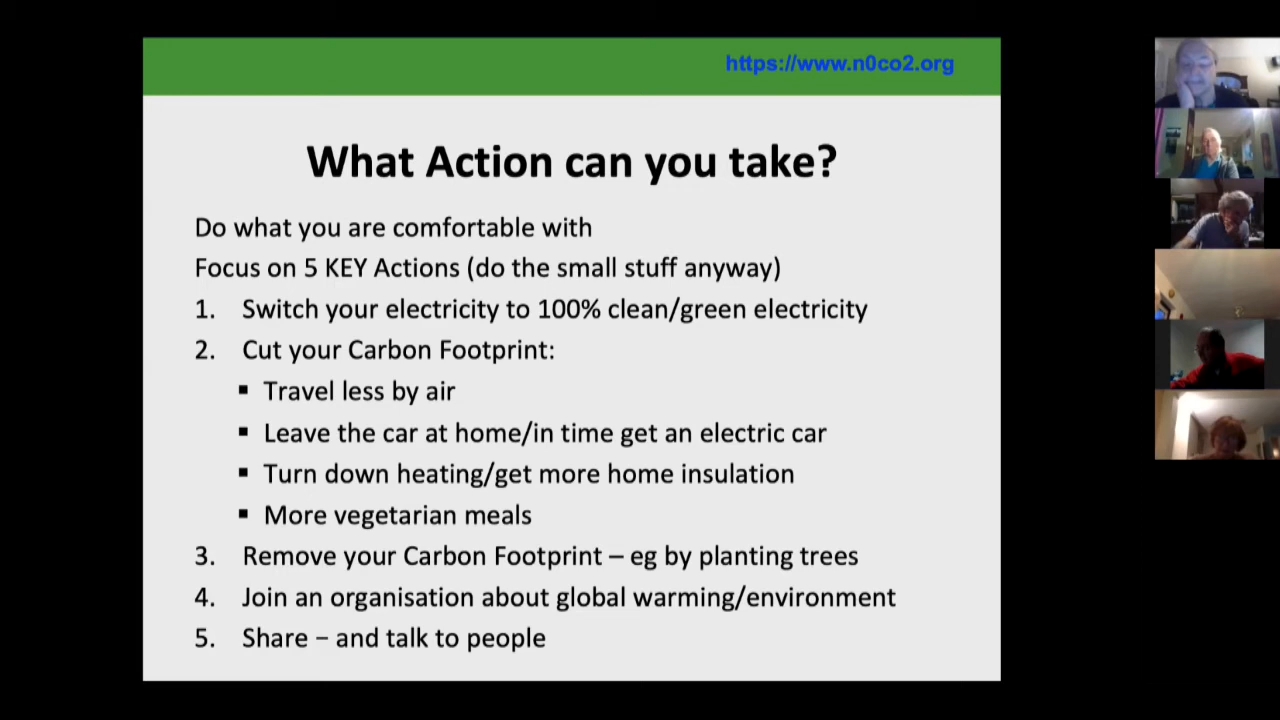 https://www.n0co2.org
What Action can you take?
Do what you are comfortable with
Focus on 5 KEY Actions (do the small stuff anyway)
1. Switch your electricity to 100% clean/green electricity
2. Cut your Carbon Footprint:
▪ Travel less by air
▪ Leave the car at home/in time get an electric car
▪ Turn down heating/get more home insulation
▪ More vegetarian meals
3. Remove your Carbon Footprint – eg by planting trees
4. Join an organisation about global warming/environment
5. Share – and talk to people